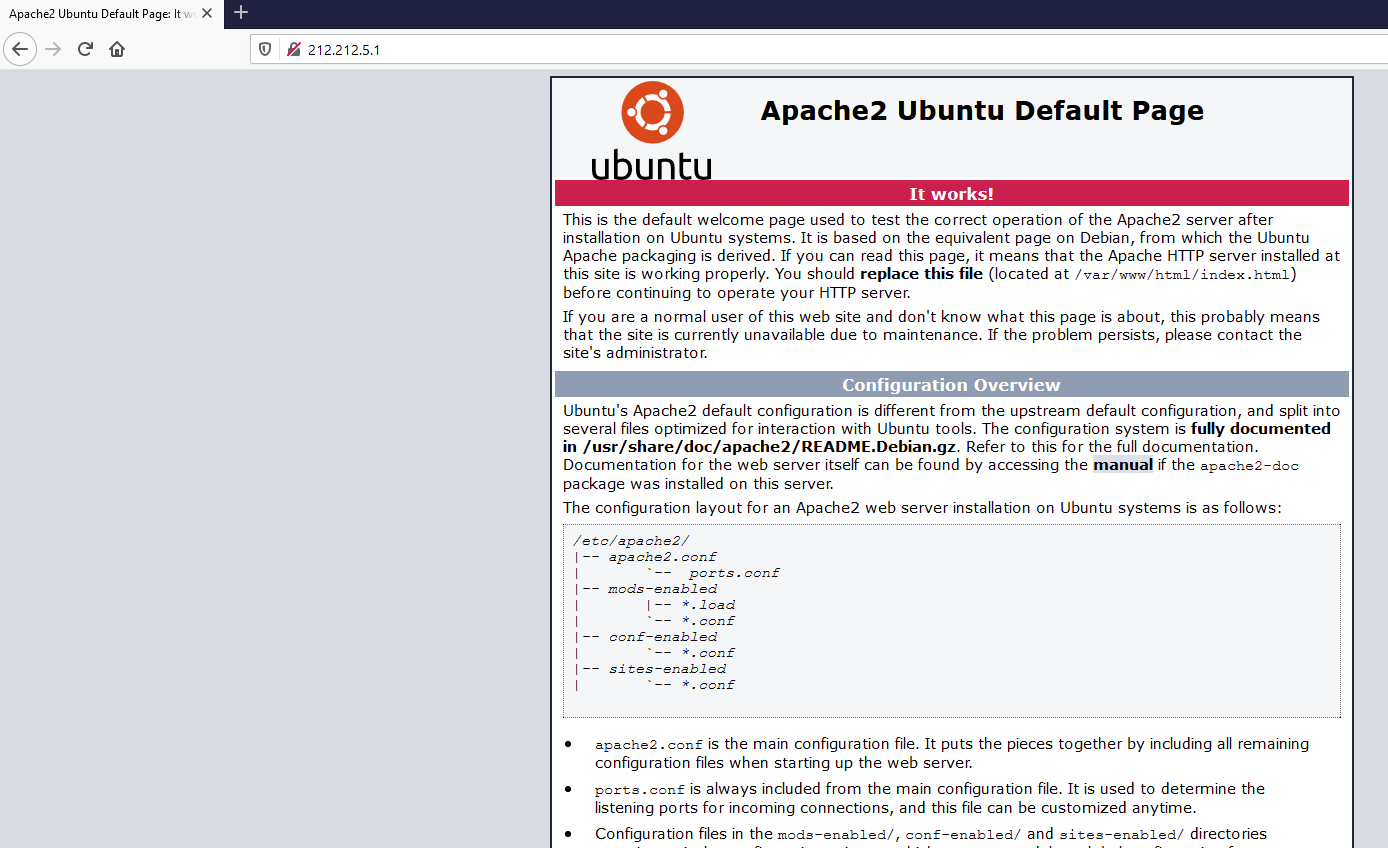 Apache2 Ubuntu Default Page: It w
212.212.5.1
ubuntu
Apache2 Ubuntu Default Page
It works!
This is the default welcome page used to test the correct operation of the Apache2 server after
installation on Ubuntu systems. It is based on the equivalent page on Debian, from which the Ubuntu
Apache packaging is derived. If you can read this page, it means that the Apache HTTP server installed at
this site is working properly. You should replace this file (located at /var/www/html/index.html)
before continuing to operate your HTTP server.
If you are a normal user of this web site and don't know what this page is about, this probably means
that the site is currently unavailable due to maintenance. If the problem persists, please contact the
site's administrator.
Configuration Overview
Ubuntu's Apache2 default configuration is different from the upstream default configuration, and split into
several files optimized for interaction with Ubuntu tools. The configuration system is fully documented
in /usr/share/doc/apache2/README.Debian.gz. Refer to this for the full documentation.
Documentation for the web server itself can be found by accessing the manual if the apache2-doc
package was installed on this server.
The configuration layout for an Apache2 web server installation on Ubuntu systems is as follows:
/etc/apache2/
|-- apache2.conf
|       `--  ports.conf
|-- mods-enabled
|       |-- *.load
|       `-- *.conf
|-- conf-enabled
|       `-- *.conf
|-- sites-enabled
|       `-- *.conf
• apache2.conf is the main configuration file. It puts the pieces together by including all remaining
configuration files when starting up the web server.
• ports.conf is always included from the main configuration file. It is used to determine the
listening ports for incoming connections, and this file can be customized anytime.
• Configuration files in the mods-enabled/, conf-enabled/ and sites-enabled/ directories